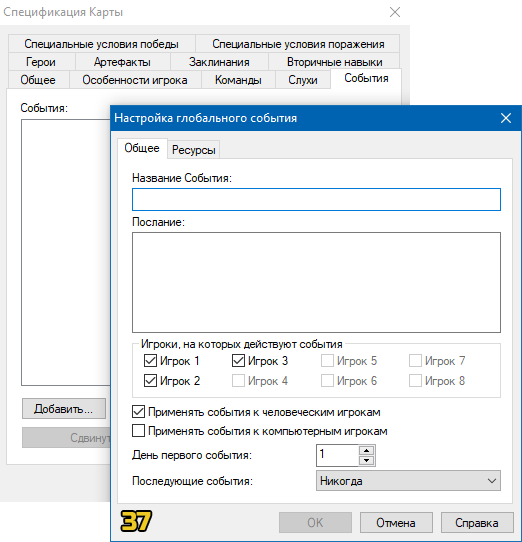 Спецификация Карты
Специальные условия победы Специальные условия поражения
Герои Артефакты Заклинания Вторичные навыки
Общее Особенности игрока Команды Слухи События
События:
Добавить...
Сдвинут
Настройка глобального события
Общее Ресурсы
Название События:
Послание:
Игроки, на которых действуют события
Игрок 1 Игрок 3 Игрок 5 Игрок 7
Игрок 2 Игрок 4 Игрок 6 Игрок 8
Применять события к человеческим игрокам
Применять события к компьютерным игрокам
День первого события: 1
Последующие события: Никогда
37 OK Отмена Справка